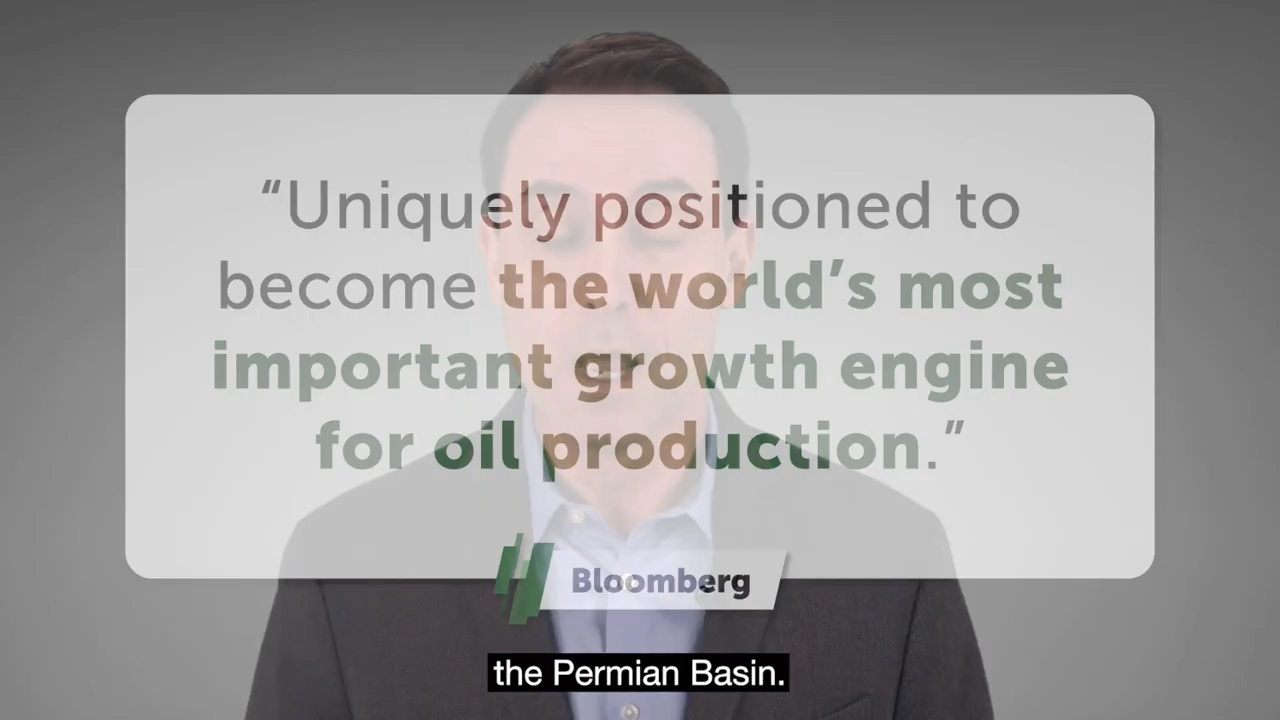 “Uniquely positioned to
become the world’s most
important growth engine
for oil production.”
Bloomberg
the Permian Basin.